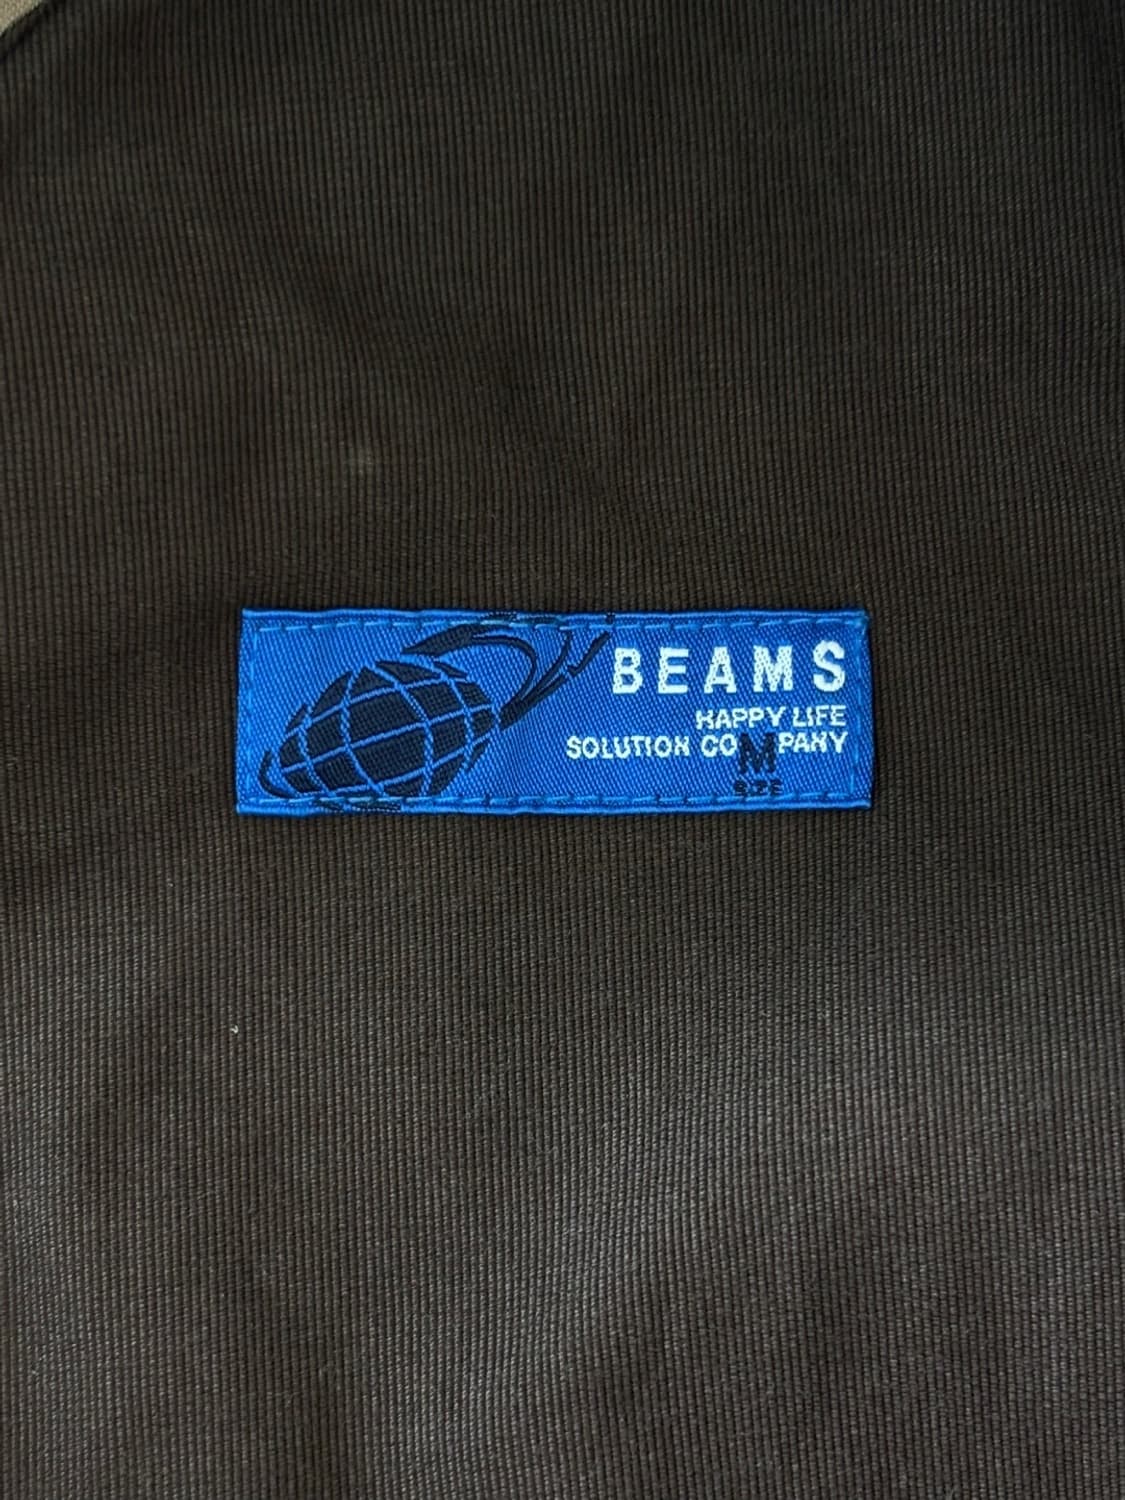 BEAMS
HAPPY LIFE
SOLUTION COMPANY
M
SIZE